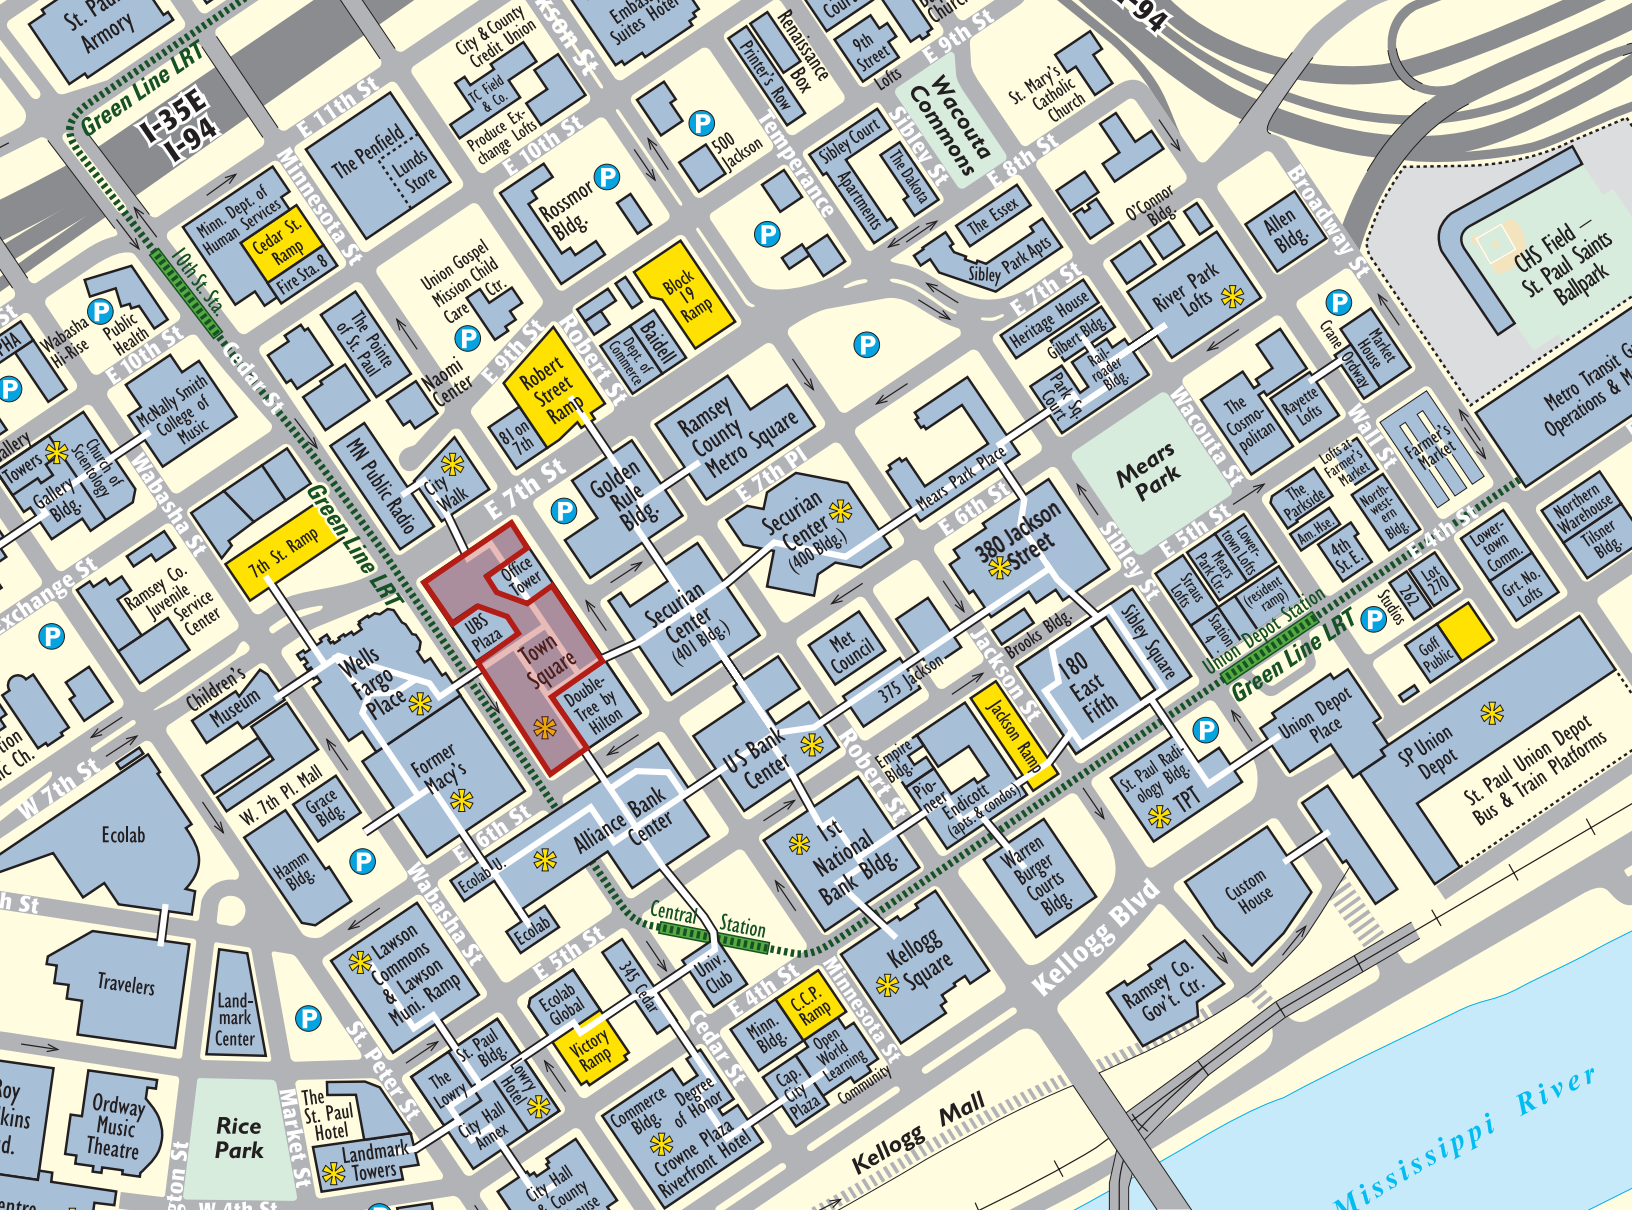 St. Paul
Armory
Green Line LRT
I-35E
I-94
E 11th St
City & County
Credit Union
TC Field
& Co.
Produce Ex-
change Lofts
E 10th St
Embassy
Suites Hotel
Printer's Row
Renaissance
Box
9th
Street
Lofts
E 9th St
Wacouta
Commons
St. Mary's
Catholic
Church
I-94
The Penfield
Lunds
Store
Minnesota St
Minn. Dept. of
Human Services
Cedar St.
Ramp
Fire Sta. 8
10th St. Sta.
P
500
Jackson
Temperance
Sibley Court
Apartments
The Dakota
Sibley St
E 8th St
The Essex
Sibley Park Apts
O'Connor
Bldg.
Allen
Bldg.
Broadway St
CHS Field –
St. Paul Saints
Ballpark
Rossmor
Bldg.
P
P
Union Gospel
Mission Child
Care Ctr.
P
Naomi
Center
E 9th St
Robert St
Block
19
Ramp
Baidell
Dept. of
Commerce
P
E 7th St
Heritage House
Gilbert Bldg.
Rail-
roader
Bldg.
Park Sq.
Court
River Park
Lofts
P
Crane
Ordway
Market
House
Metro Transit
Operations &
Wabasha
Hi-Rise
P
Public
Health
E 10th St
PHA
P
The Pointe
of St. Paul
Cedar St
McNally Smith
College of
Music
Gallery
Towers
Church of
Scientology
Gallery
Bldg.
Wabasha St
MN Public Radio
City
Walk
Robert
Street
Ramp
81 on
7th
E 7th St
Ramsey
County
Metro Square
Golden
Rule
Bldg.
P
E 7th Pl
Securian
Center
(400 Bldg.)
Mears Park Place
E 6th St
Mears
Park
Wacouta St
The
Cosmo-
politan
Rayette
Lofts
Wall St
Farmer's
Market
Lofts at
Farmer's
Market
The
Parkside
Am. Hse.
North-
west-
ern
Bldg.
4th
St. E.
E 4th St
Lower-
town
Comm.
Grt. No.
Lofts
Northern
Warehouse
Tilsner
Bldg.
380 Jackson
Street
Sibley St
E 5th St
Lower-
town Lofts
Mears
Park Ctr.
(resident
ramp)
Straus
Lofts
Station
4
262
Studios
Lot
270
P
Goff
Public
Union Depot Station
Green Line LRT
7th St. Ramp
Green Line LRT
Exchange St
Ramsey Co.
Juvenile
Service
Center
P
UBS
Plaza
Office
Tower
Town
Square
Double-
Tree by
Hilton
Securian
Center
(401 Bldg.)
Met
Council
375 Jackson
Jackson St
Brooks Bldg.
Sibley Square
180
East
Fifth
Wells
Fargo
Place
Children's
Museum
Former
Macy's
W. 7th Pl. Mall
Grace
Bldg.
W 7th St
Ecolab
Hamm
Bldg.
P
E 6th St
Ecolab U.
Alliance Bank
Center
US Bank
Center
Robert St
Empire
Bldg.
Pio-
neer
Endicott
(apts. & condos)
Jackson Ramp
P
St. Paul Radi-
ology Bldg.
TPT
Union Depot
Place
SP Union
Depot
St. Paul Union Depot
Bus & Train Platforms
1st
National
Bank Bldg.
Warren
Burger
Courts
Bldg.
Custom
House
Kellogg Blvd
Ramsey Co.
Gov't. Ctr.
Wabasha St
Ecolab
Central Station
E 5th St
345 Cedar
Univ.
Club
E 4th St
Minnesota St
Kellogg
Square
Lawson
Commons
& Lawson
Muni. Ramp
Travelers
Land-
mark
Center
P
St. Peter St
Ecolab
Global
Victory
Ramp
St. Paul
Bldg.
The
Lowry
Lowry
Hotel
City Hall
Annex
Cedar St
C.C.P.
Ramp
Minn.
Bldg.
Open
World
Learning
Community
Cap.
City
Plaza
Commerce
Bldg.
Degree
of Honor
Crowne Plaza
Riverfront Hotel
City Hall
& County
Ordway
Music
Theatre
Rice
Park
Market St
The
St. Paul
Hotel
Landmark
Towers
W 4th St
Kellogg Mall
Mississippi River